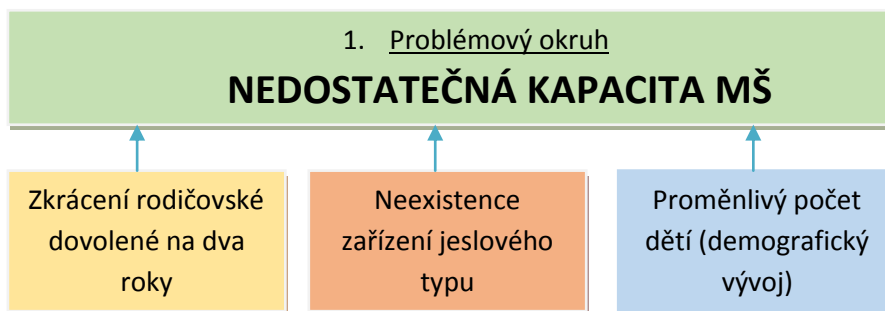 1. Problémový okruh
NEDOSTATEČNÁ KAPACITA MŠ
Zkrácení rodičovské
dovolené na dva
roky
Neexistence
zařízení jeslového
typu
Proměnlivý počet
dětí (demografický
vývoj)